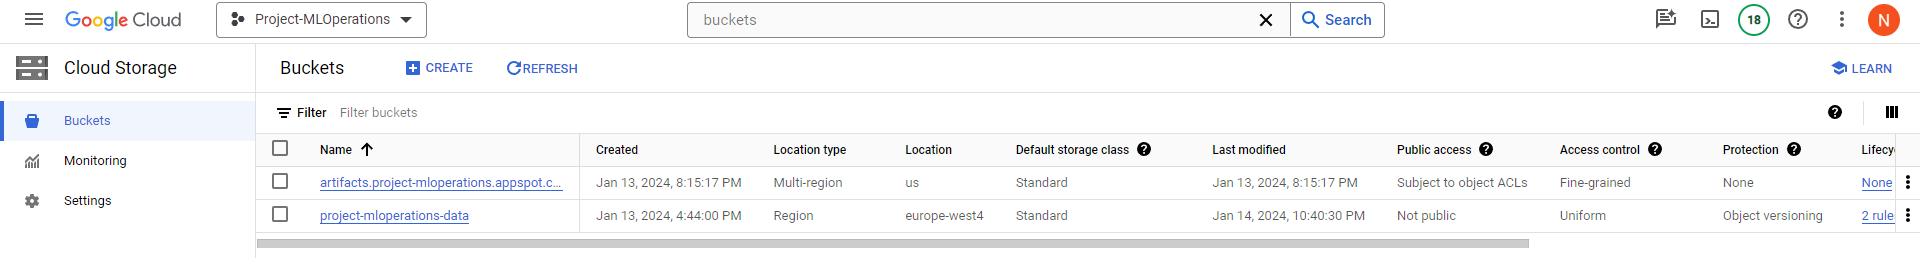 Google Cloud
Project-MLOperations
buckets
Search
18
N
Cloud Storage
Buckets
CREATE
REFRESH
LEARN
Buckets
Monitoring
Settings
Filter Filter buckets
Name Created Location type Location Default storage class Last modified Public access Access control Protection Lifecy
artifacts.project-mloperations.appspot.c... Jan 13, 2024, 8:15:17 PM Multi-region us Standard Jan 13, 2024, 8:15:17 PM Subject to object ACLs Fine-grained None None
project-mloperations-data Jan 13, 2024, 4:44:00 PM Region europe-west4 Standard Jan 14, 2024, 10:40:30 PM Not public Uniform Object versioning 2 rule